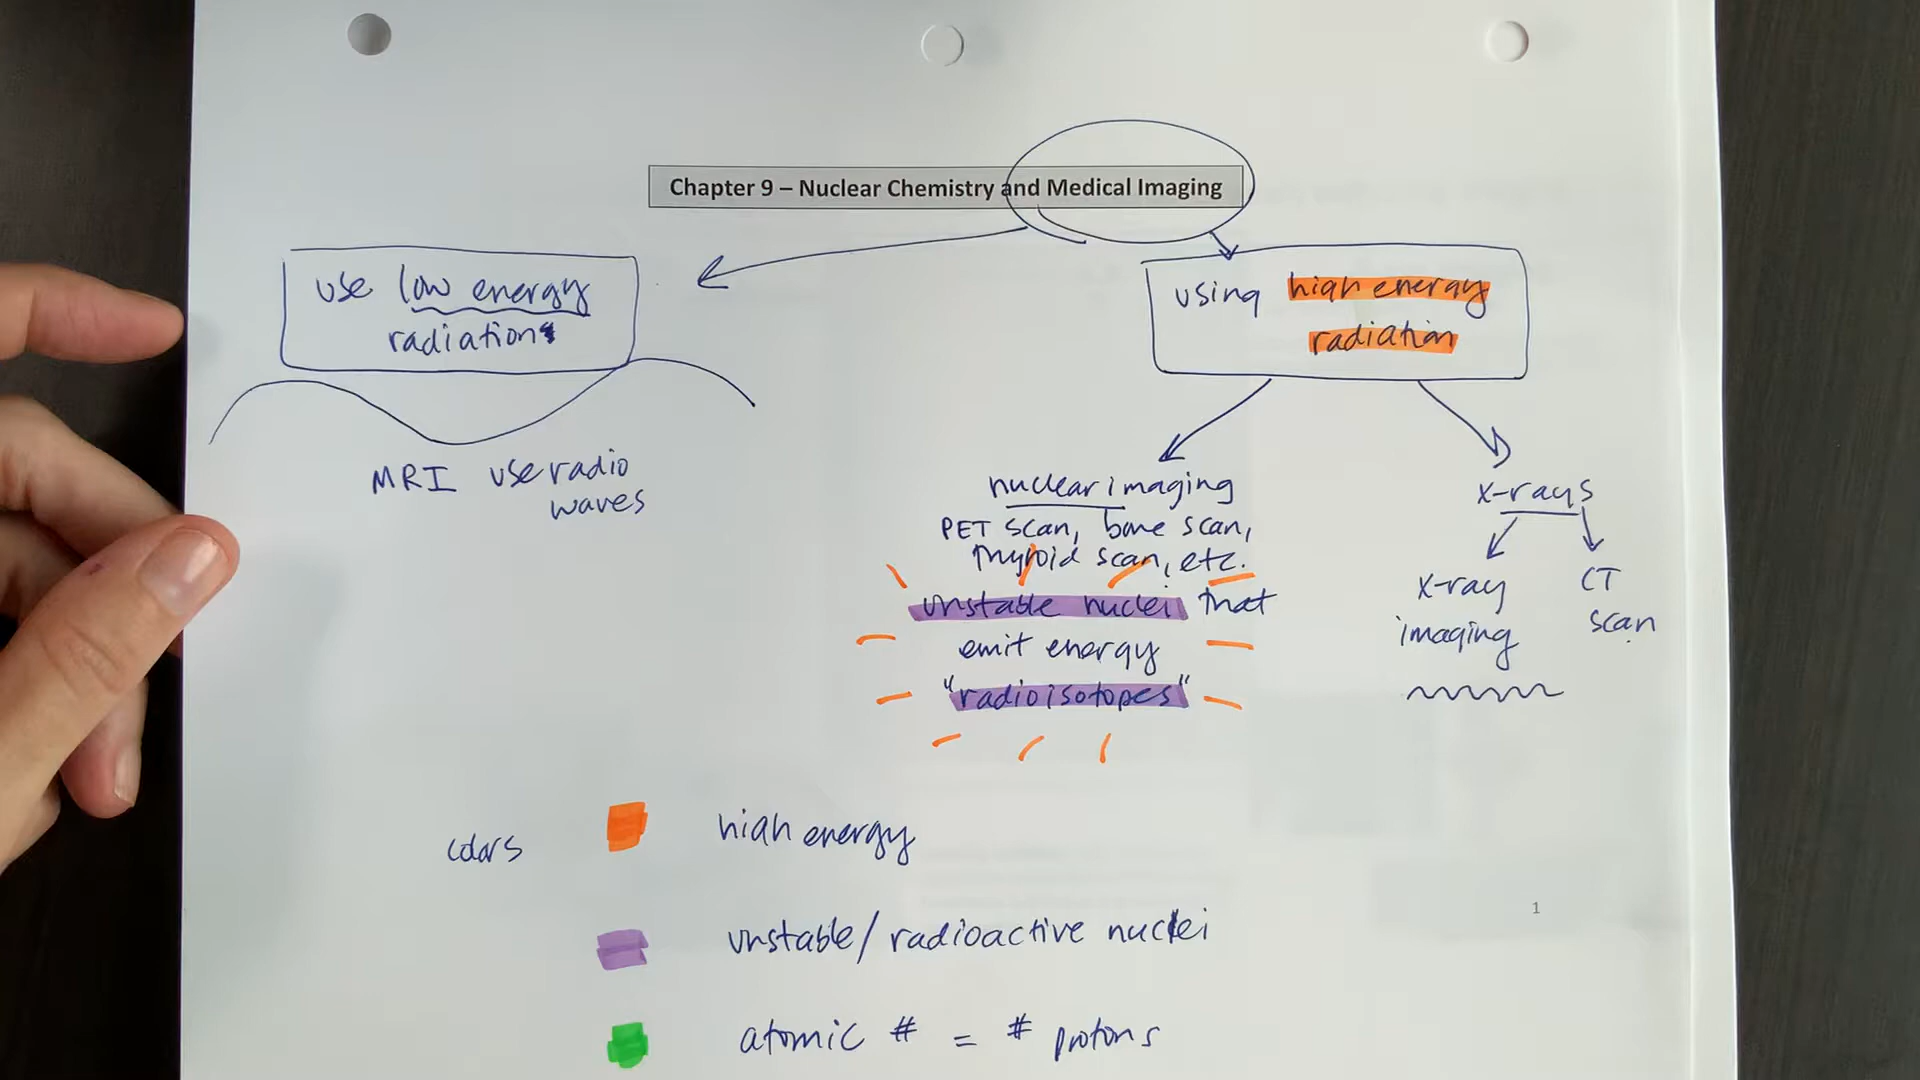 Chapter 9 – Nuclear Chemistry and Medical Imaging
use low energy
radiation
MRI use radio
waves
using high energy
radiation
nuclear imaging
PET scan, bone scan,
thyroid scan, etc.
unstable nuclei that
emit energy
"radioisotopes"
x-rays
x-ray
imaging
CT
scan
colors
high energy
unstable/radioactive nuclei
atomic # = # protons
1